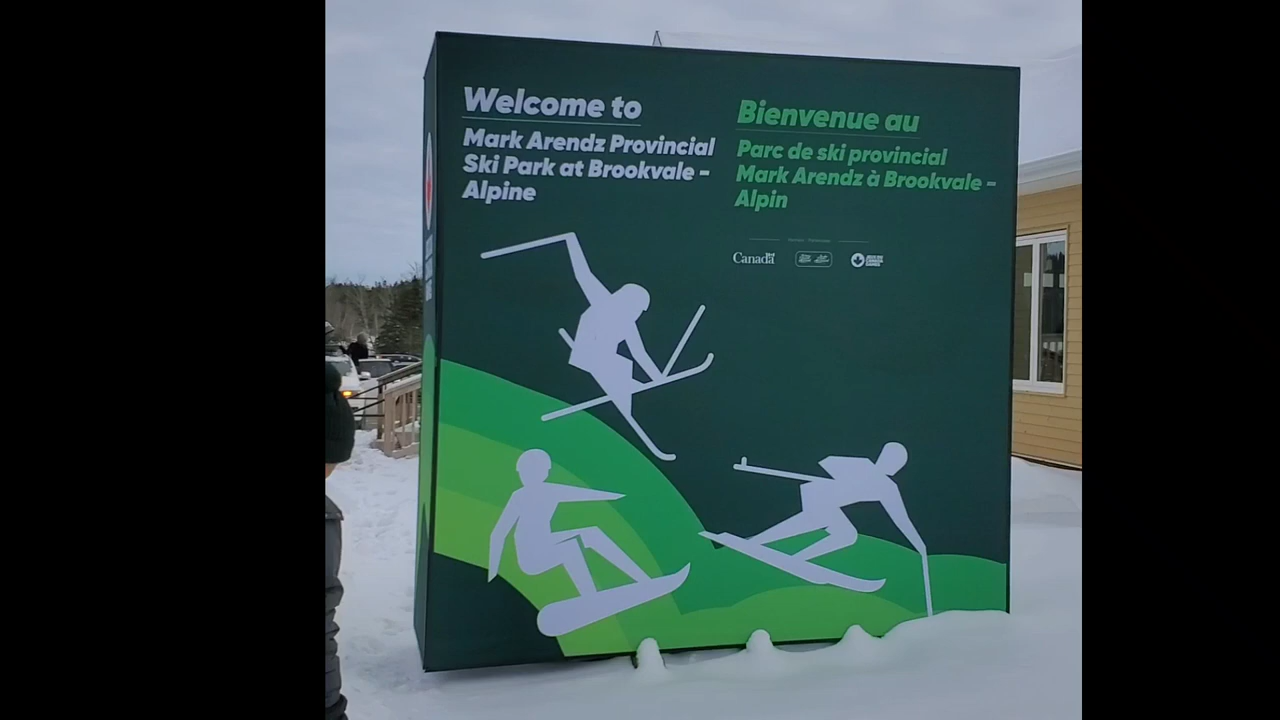 Welcome to
Mark Arendz Provincial
Ski Park at Brookvale –
Alpine
Bienvenue au
Parc de ski provincial
Mark Arendz à Brookvale –
Alpin
Canada